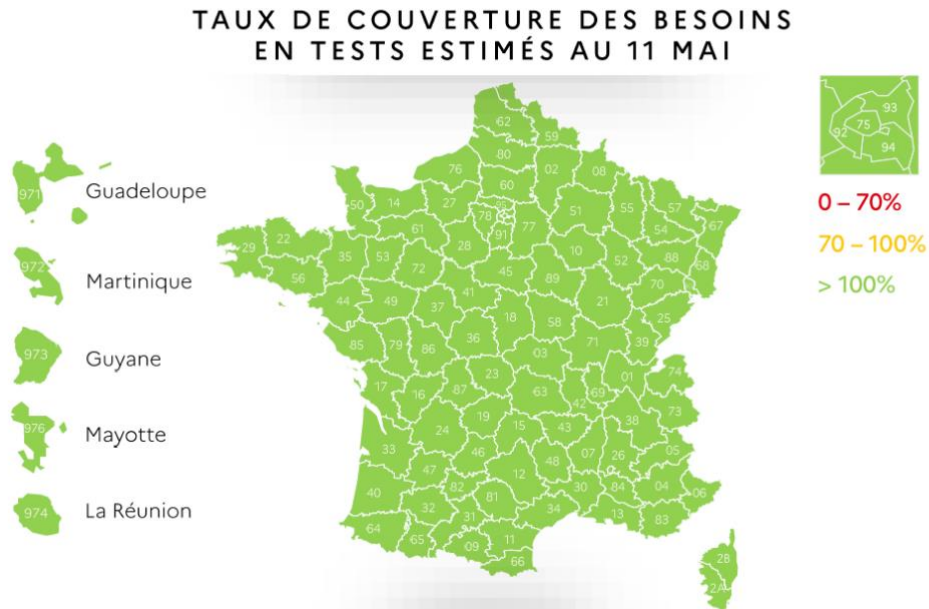 TAUX DE COUVERTURE DES BESOINS
EN TESTS ESTIMÉS AU 11 MAI
971 Guadeloupe
972 Martinique
973 Guyane
976 Mayotte
974 La Réunion
62
59
80
76 02 08
60
50 14 27 95 51 55 57
78 77 54 67
61 91
29 22 28 10 88
35 53 52 68
56 72 45 89 70
41
44 49 37 21
18 58 25
85 79 86 36 71 39
03
23 01 74
17 16 87 63 69
42 73
19 38
24 15 43
33 46 07 26 05
48
47 12
40 82 30 84 04 06
32 81
31 34 13 83
64 65 09 11
66
2B
2A
93
75
92
94
0 – 70%
70 – 100%
> 100%